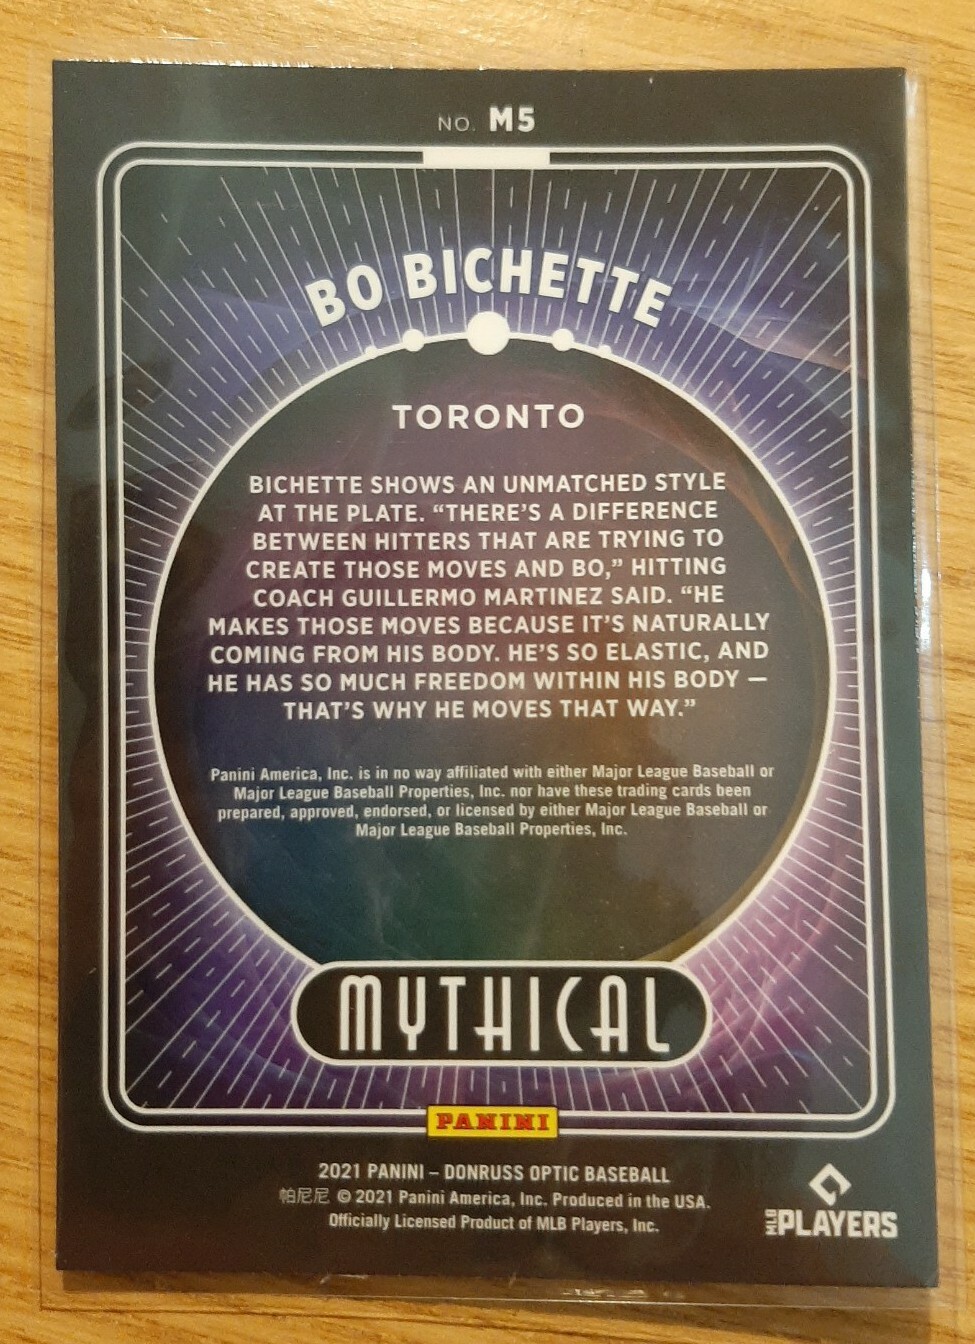 NO. M5
BO BICHETTE
TORONTO
BICHETTE SHOWS AN UNMATCHED STYLE
AT THE PLATE. “THERE’S A DIFFERENCE
BETWEEN HITTERS THAT ARE TRYING TO
CREATE THOSE MOVES AND BO,” HITTING
COACH GUILLERMO MARTINEZ SAID. “HE
MAKES THOSE MOVES BECAUSE IT’S NATURALLY
COMING FROM HIS BODY. HE’S SO ELASTIC, AND
HE HAS SO MUCH FREEDOM WITHIN HIS BODY —
THAT’S WHY HE MOVES THAT WAY.”
Panini America, Inc. is in no way affiliated with either Major League Baseball or
Major League Baseball Properties, Inc. nor have these trading cards been
prepared, approved, endorsed, or licensed by either Major League Baseball or
Major League Baseball Properties, Inc.
MYTHICAL
PANINI
2021 PANINI – DONRUSS OPTIC BASEBALL
帕尼尼 © 2021 Panini America, Inc. Produced in the USA.
Officially Licensed Product of MLB Players, Inc.
MLB PLAYERS